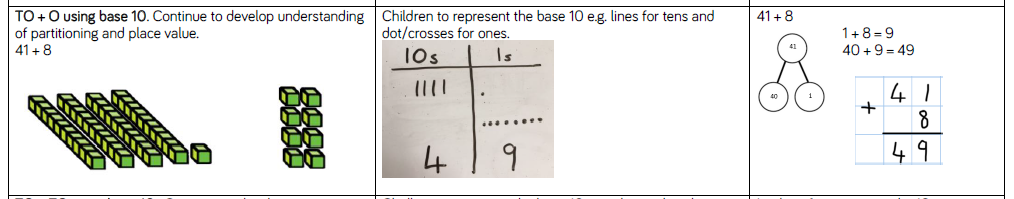 TO + O using base 10. Continue to develop understanding
of partitioning and place value.
41 + 8
Children to represent the base 10 e.g. lines for tens and
dot/crosses for ones.
10s 1s
4 9
41 + 8
41
40 1
1 + 8 = 9
40 + 9 = 49
4 1
+ 8
4 9